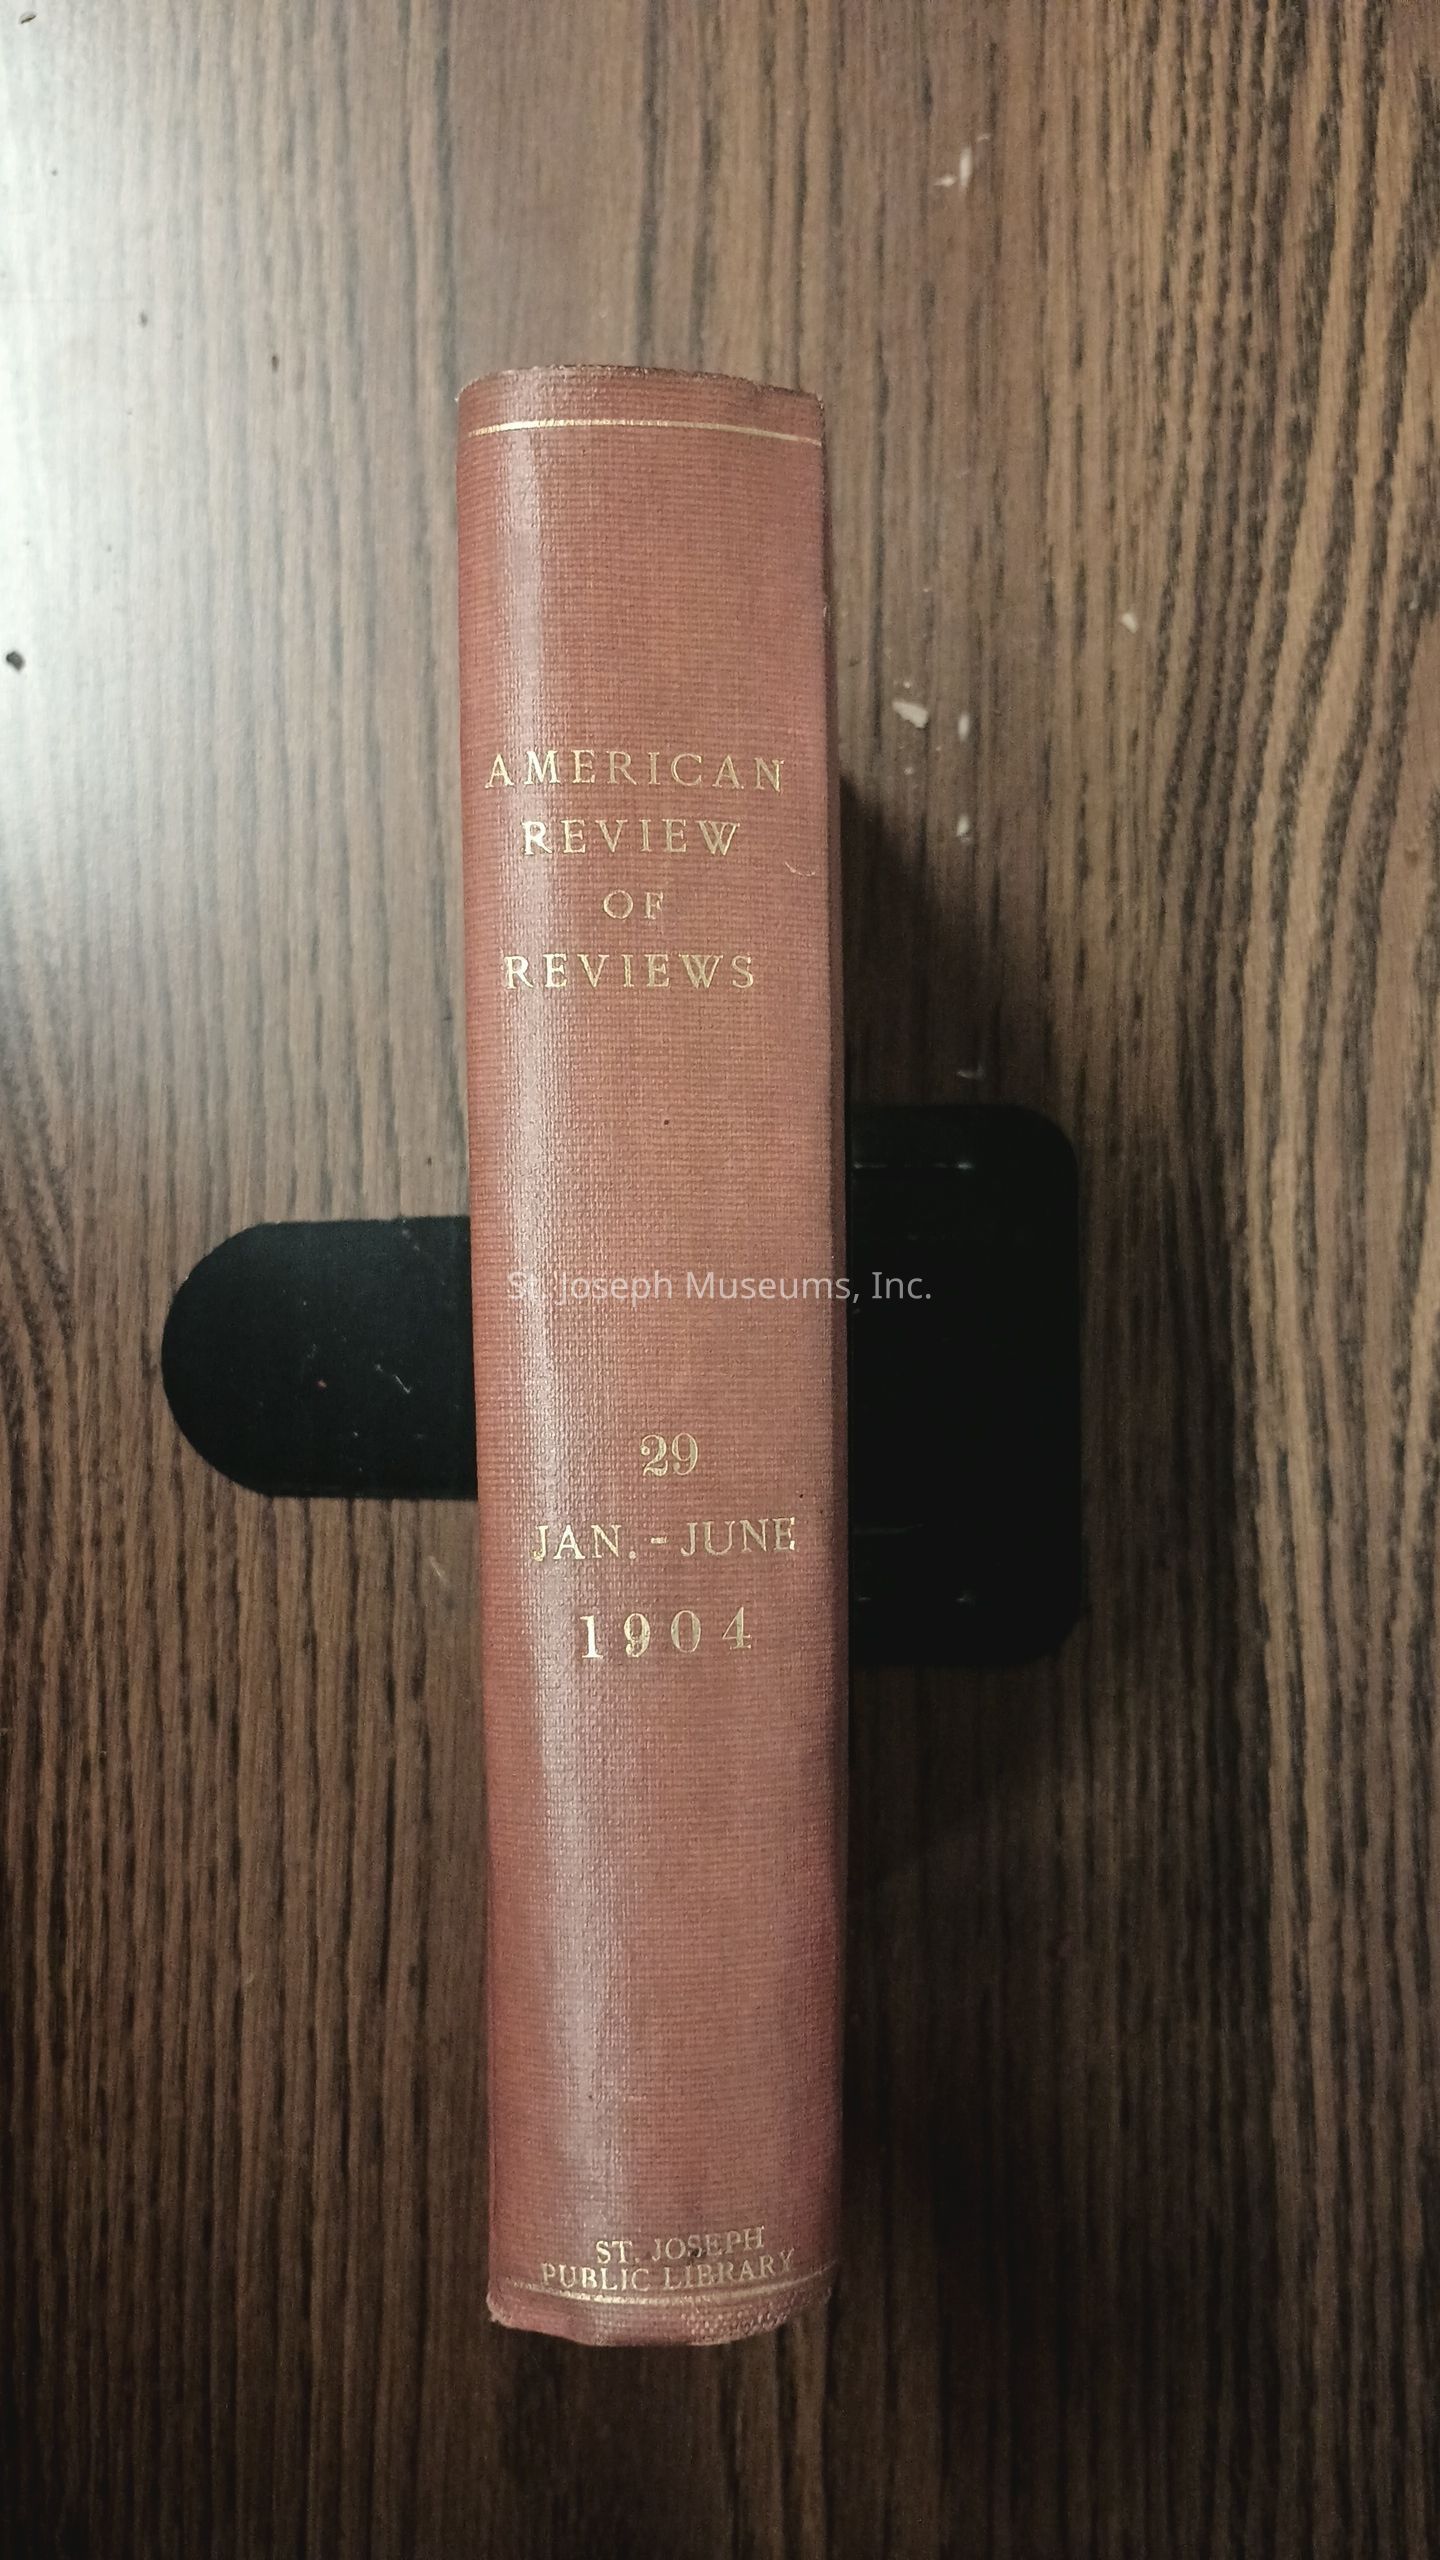 AMERICAN
REVIEW
OF
REVIEWS
St. Joseph Museums, Inc.
29
JAN. - JUNE
1904
ST. JOSEPH
PUBLIC LIBRARY